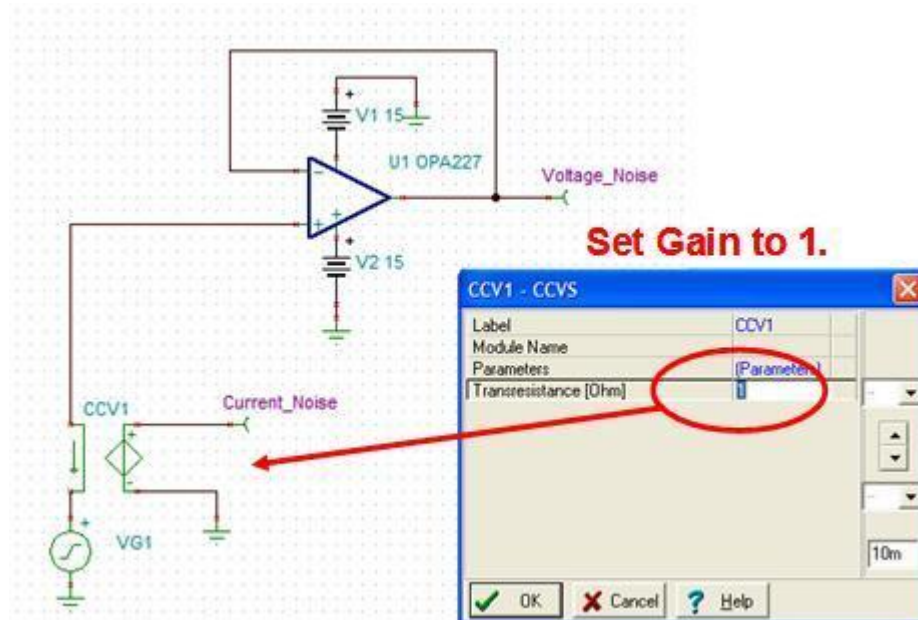 V1 15
U1 OPA227
Voltage_Noise
V2 15
Set Gain to 1.
CCV1 - CCVS
Label CCV1
Module Name
Parameters (Parameters)
Transresistance [Ohm] 1
CCV1
Current_Noise
VG1
10m
OK Cancel ? Help